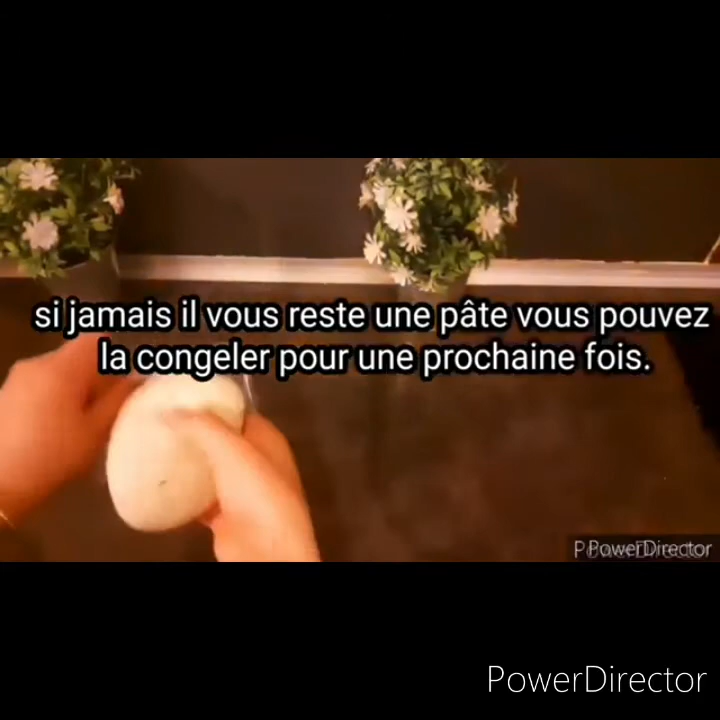 si jamais il vous reste une pâte vous pouvez
la congeler pour une prochaine fois.
PowerDirector
PowerDirector